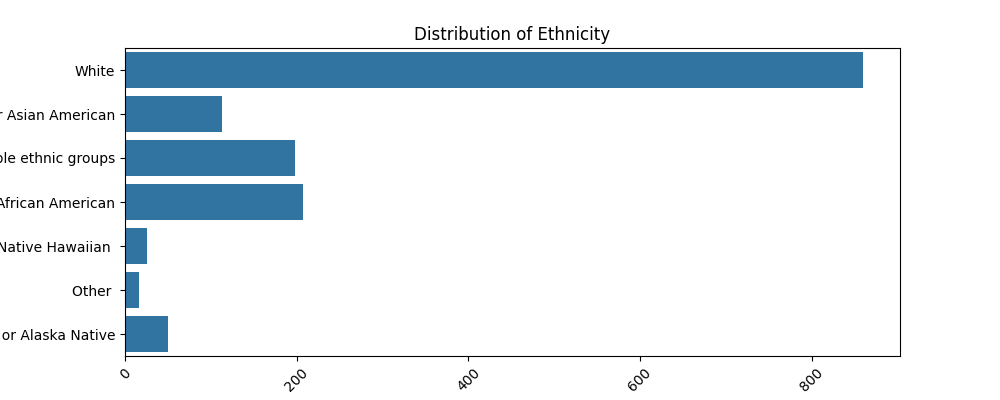 Distribution of Ethnicity
White
r Asian American
ple ethnic groups
African American
Native Hawaiian
Other
or Alaska Native
0
200
400
600
800